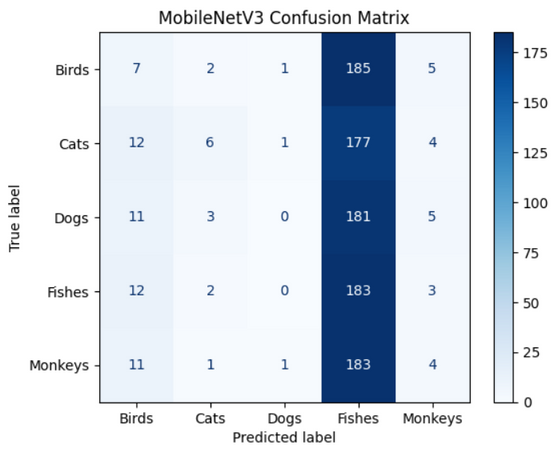 MobileNetV3 Confusion Matrix
Birds 7 2 1 185 5
Cats 12 6 1 177 4
Dogs 11 3 0 181 5
Fishes 12 2 0 183 3
Monkeys 11 1 1 183 4
Birds Cats Dogs Fishes Monkeys
Predicted label
True label
175
150
125
100
75
50
25
0